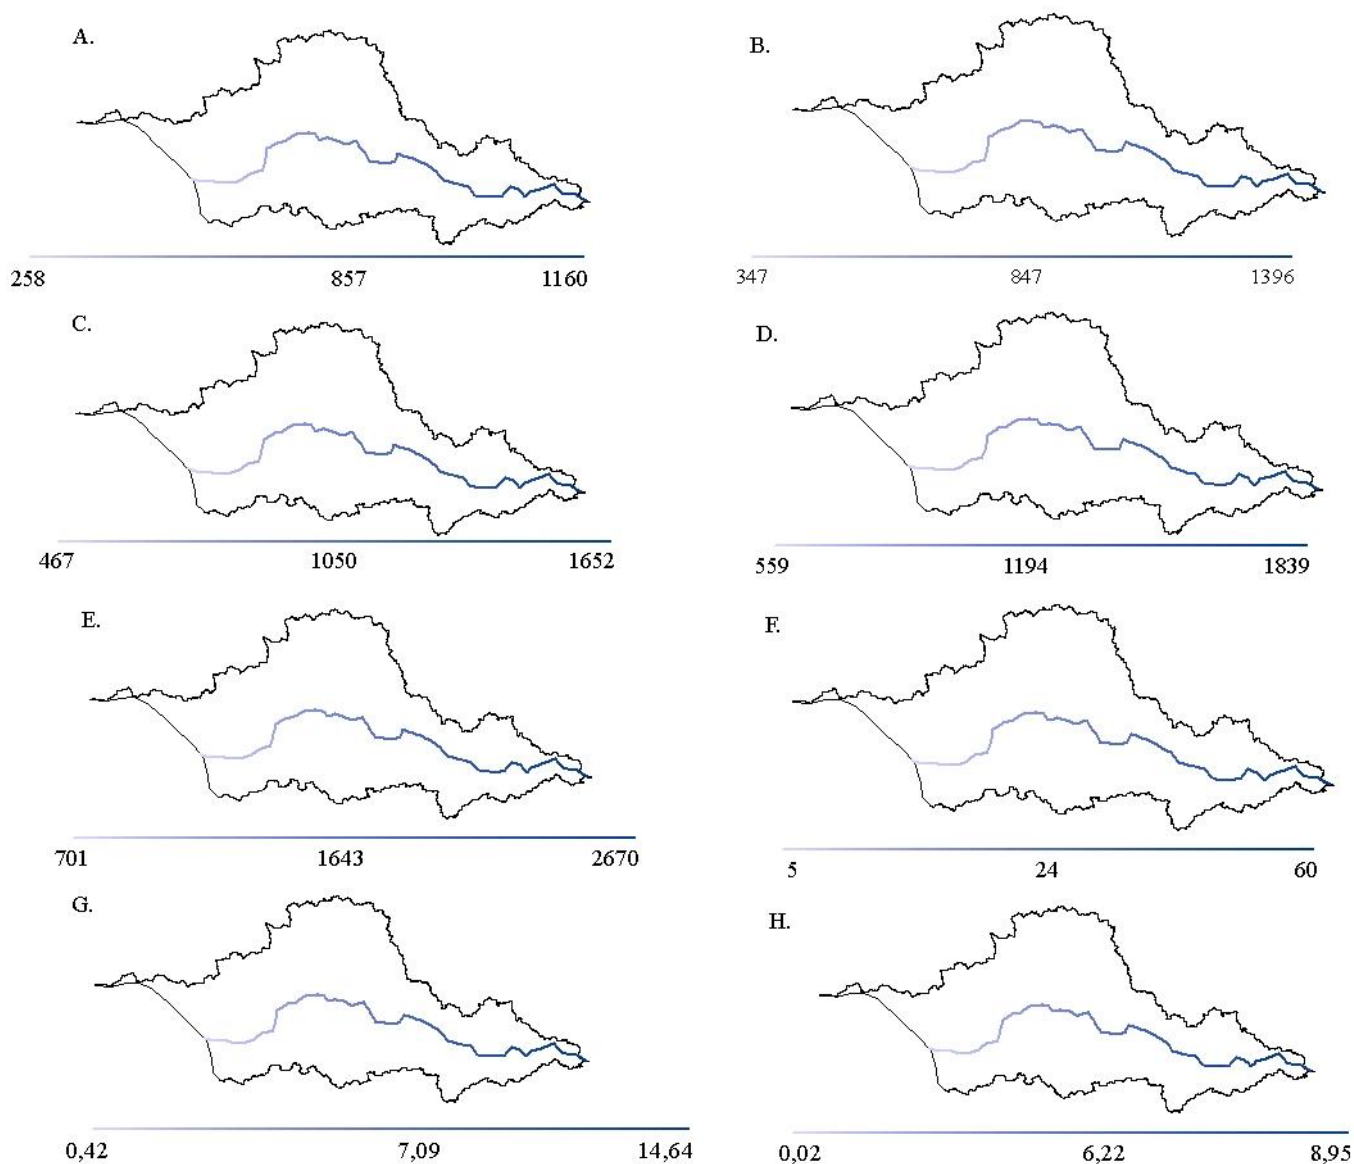 A.
258 857 1160
B.
347 847 1396
C.
467 1050 1652
D.
559 1194 1839
E.
701 1643 2670
F.
5 24 60
G.
0,42 7,09 14,64
H.
0,02 6,22 8,95